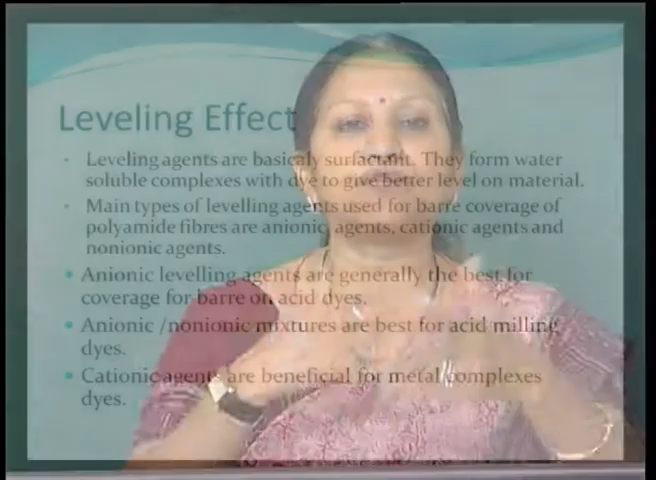 Leveling Effect
Leveling agents are basicaly surfactant. They form water
soluble complexes with dye to give better level on material.
Main types of levelling agents used for barre coverage of
polyamide fibres are anionic agents, cationic agents and
nonionic agents.
Anionic levelling agents are generally the best for
coverage for barre on acid dyes.
Anionic /nonionic mixtures are best for acid milling
dyes.
Cationic agents are beneficial for metal complexes
dyes.